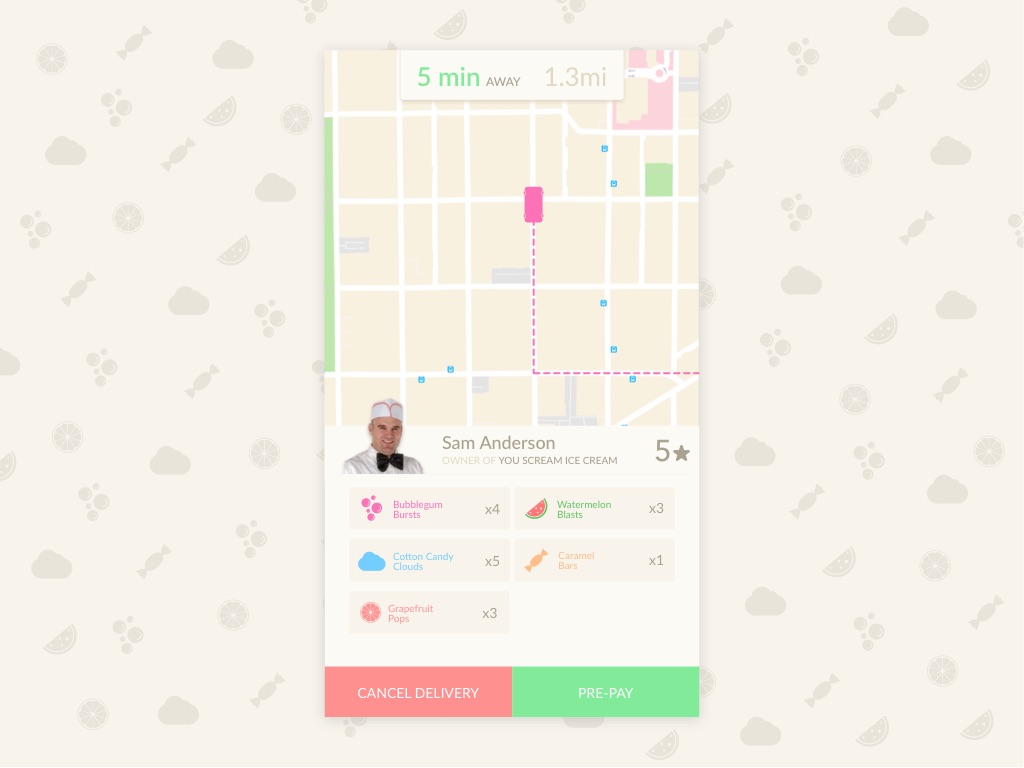 5 min AWAY 1.3mi
Sam Anderson
OWNER OF YOU SCREAM ICE CREAM
5
Bubblegum
Bursts
x4
Watermelon
Blasts
x3
Cotton Candy
Clouds
x5
Caramel
Bars
x1
Grapefruit
Pops
x3
CANCEL DELIVERY
PRE-PAY